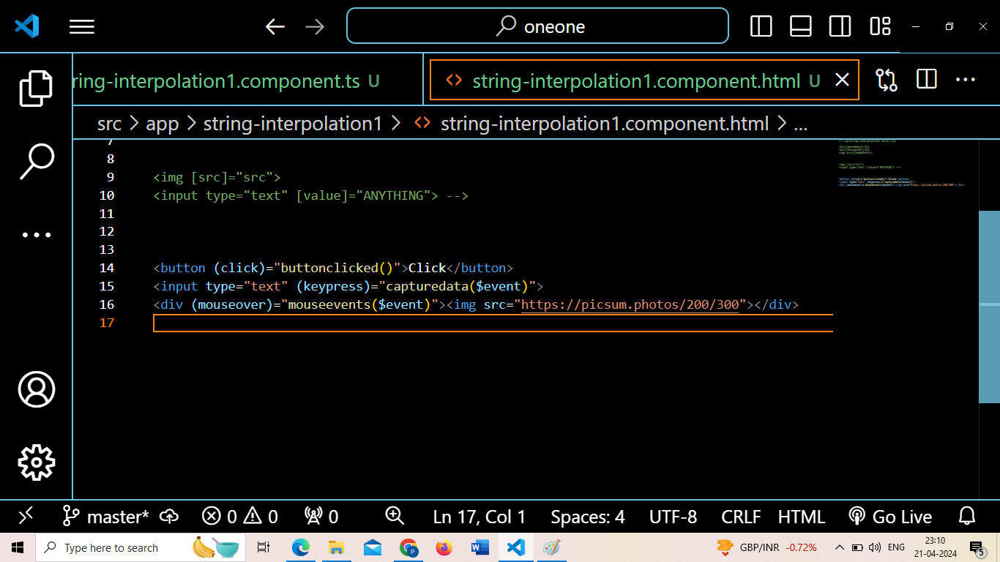 oneone
ring-interpolation1.component.ts U
string-interpolation1.component.html U
src > app > string-interpolation1 > string-interpolation1.component.html > ...
7
8
9 <img [src]="src">
10 <input type="text" [value]="ANYTHING"> -->
11
12
13
14 <button (click)="buttonclicked()">Click</button>
15 <input type="text" (keypress)="capturedata($event)">
16 <div (mouseover)="mouseevents($event)"><img src="https://picsum.photos/200/300"></div>
17
master* 0 0 0 Ln 17, Col 1 Spaces: 4 UTF-8 CRLF HTML Go Live
Type here to search GBP/INR -0.72% ENG 23:10
21-04-2024 5